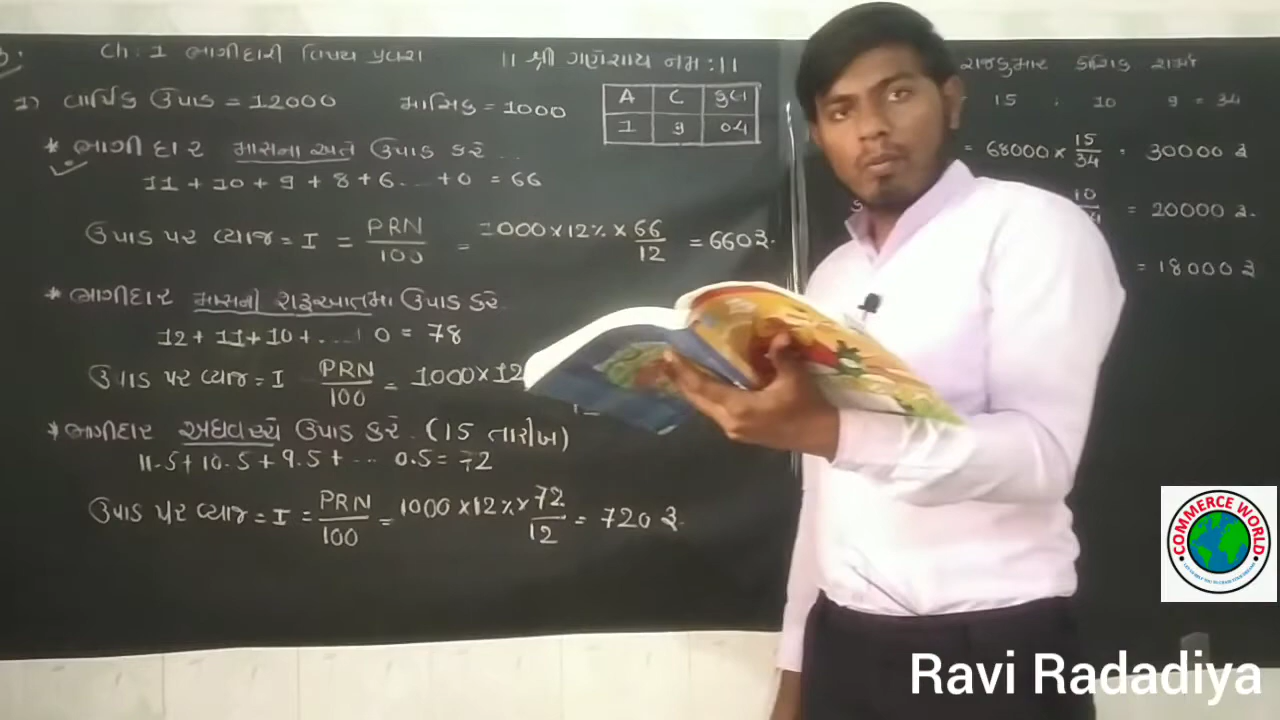 Ch:1 ભાગીદારી વિષય પ્રવેશ
॥ શ્રી ગણેશાય નમઃ॥
1) વાર્ષિક ઉપાડ = 12000 માસિક = 1000
A C કુલ
1 3 04
* ભાગીદાર માસના અંતે ઉપાડ કરે ...
11 + 10 + 9 + 8 + 6 ... + 0 = 66
ઉપાડ પર વ્યાજ = I = PRN/100 = 1000 × 12% × 66/12 = 660 રૂ.
* ભાગીદાર માસની શરૂઆતમા ઉપાડ કરે
12 + 11 + 10 + .... 0 = 78
ઉપાડ પર વ્યાજ = I PRN/100 = 1000 × 12
* ભાગીદાર અધવચ્ચે ઉપાડ કરે. (15 તારીખ)
11.5 + 10.5 + 9.5 + ... 0.5 = 72
ઉપાડ પર વ્યાજ = I = PRN/100 = 1000 × 12% × 72/12 = 720 રૂ.
રાજકુમાર
15 : 10 9 = 34
= 68000 × 15/34 = 30000 રૂ
10 = 20000 રૂ.
= 18000 રૂ
COMMERCE WORLD
Ravi Radadiya